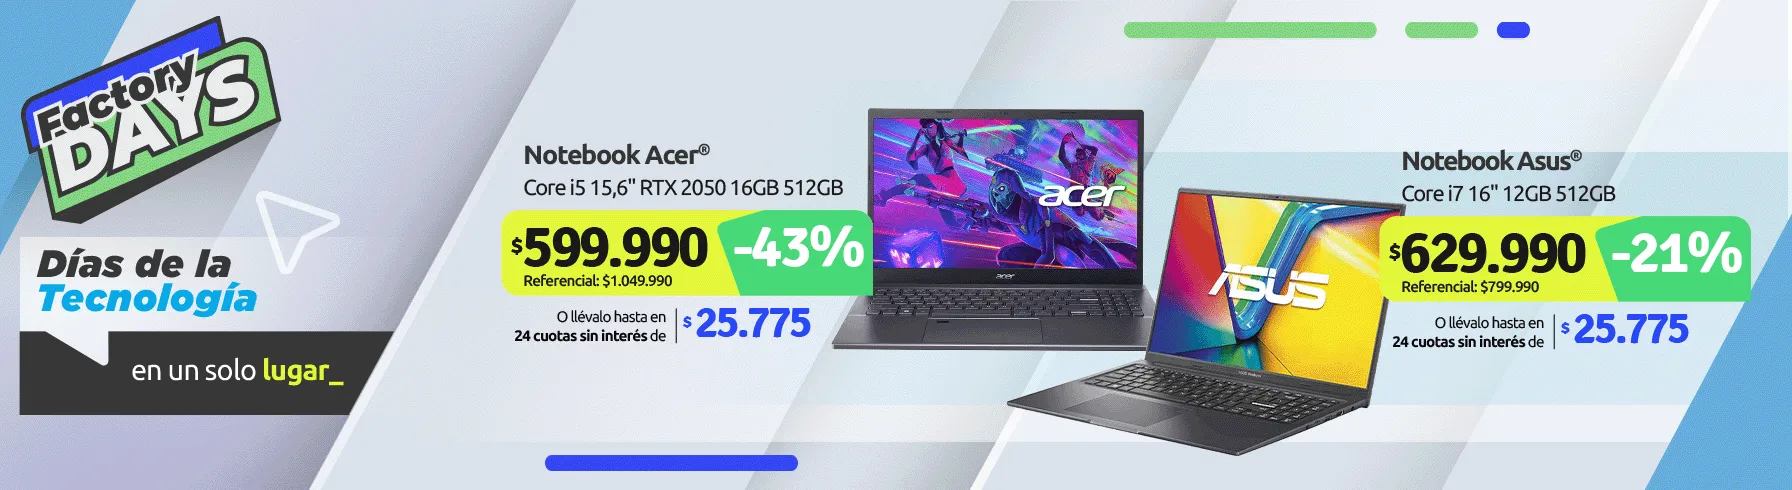 Factory
DAYS
Días de la
Tecnología
en un solo lugar_
Notebook Acer®
Core i5 15,6" RTX 2050 16GB 512GB
$599.990 -43%
Referencial: $1.049.990
O llévalo hasta en
24 cuotas sin interés de
$ 25.775
acer
acer
Notebook Asus®
Core i7 16" 12GB 512GB
$629.990 -21%
Referencial: $799.990
O llévalo hasta en
24 cuotas sin interés de
$ 25.775
ASUS